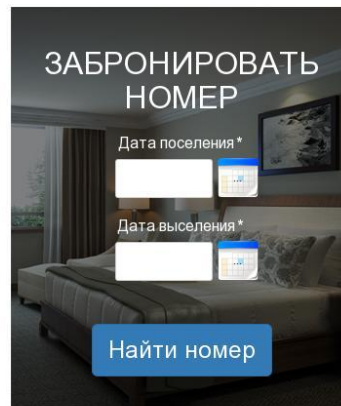 ЗАБРОНИРОВАТЬ
НОМЕР
Дата поселения *
Дата выселения *
Найти номер